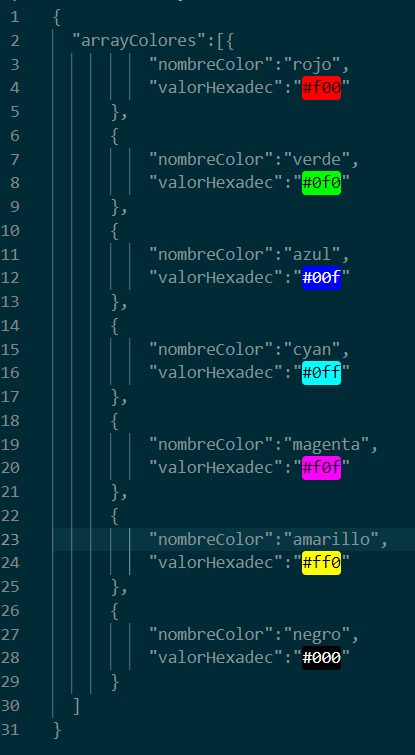 1 {
2 "arrayColores":[{
3 "nombreColor":"rojo",
4 "valorHexadec":"#f00"
5 },
6 {
7 "nombreColor":"verde",
8 "valorHexadec":"#0f0"
9 },
10 {
11 "nombreColor":"azul",
12 "valorHexadec":"#00f"
13 },
14 {
15 "nombreColor":"cyan",
16 "valorHexadec":"#0ff"
17 },
18 {
19 "nombreColor":"magenta",
20 "valorHexadec":"#f0f"
21 },
22 {
23 "nombreColor":"amarillo",
24 "valorHexadec":"#ff0"
25 },
26 {
27 "nombreColor":"negro",
28 "valorHexadec":"#000"
29 }
30 ]
31 }